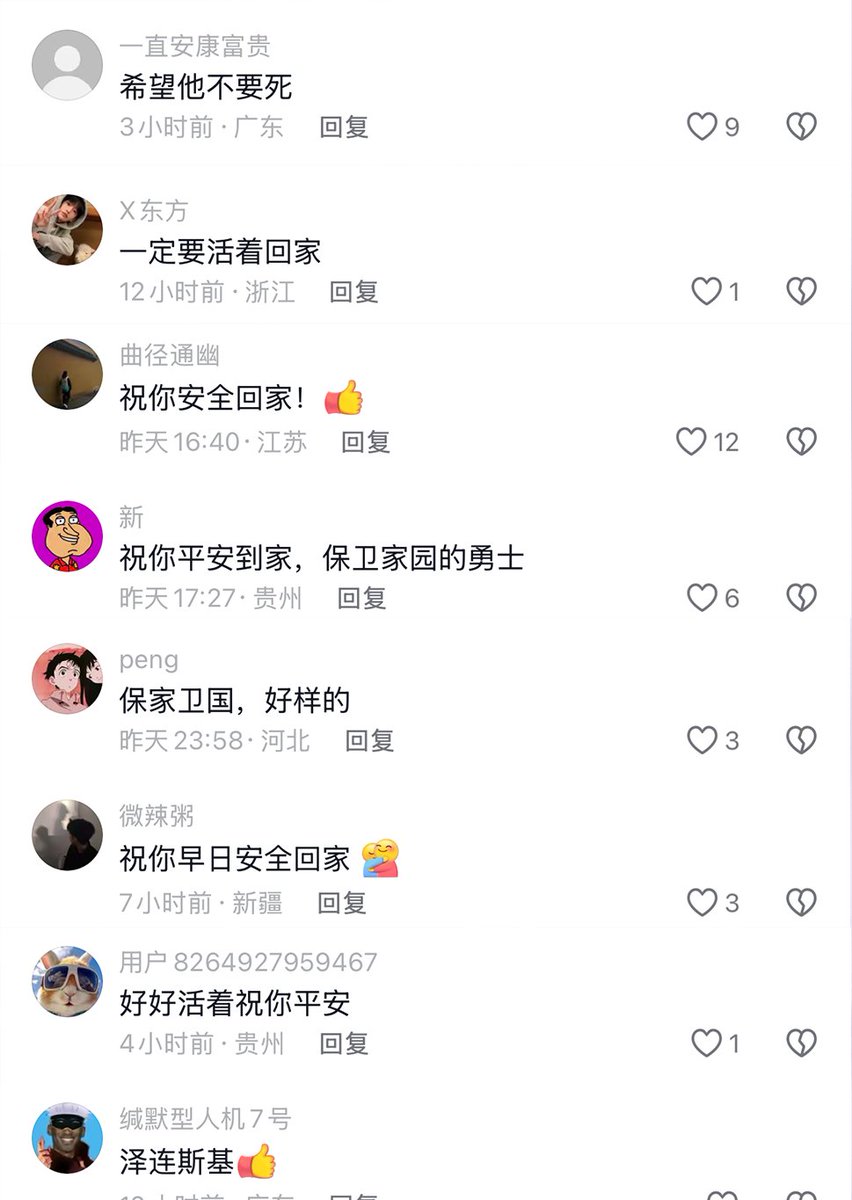 一直安康富贵
希望他不要死
3小时前·广东 回复
9
X东方
一定要活着回家
12小时前·浙江 回复
1
曲径通幽
祝你安全回家!
昨天16:40·江苏 回复
12
新
祝你平安到家，保卫家园的勇士
昨天17:27·贵州 回复
6
peng
保家卫国，好样的
昨天23:58·河北 回复
3
微辣粥
祝你早日安全回家
7小时前·新疆 回复
3
用户8264927959467
好好活着祝你平安
4小时前·贵州 回复
1
缄默型人机7号
泽连斯基